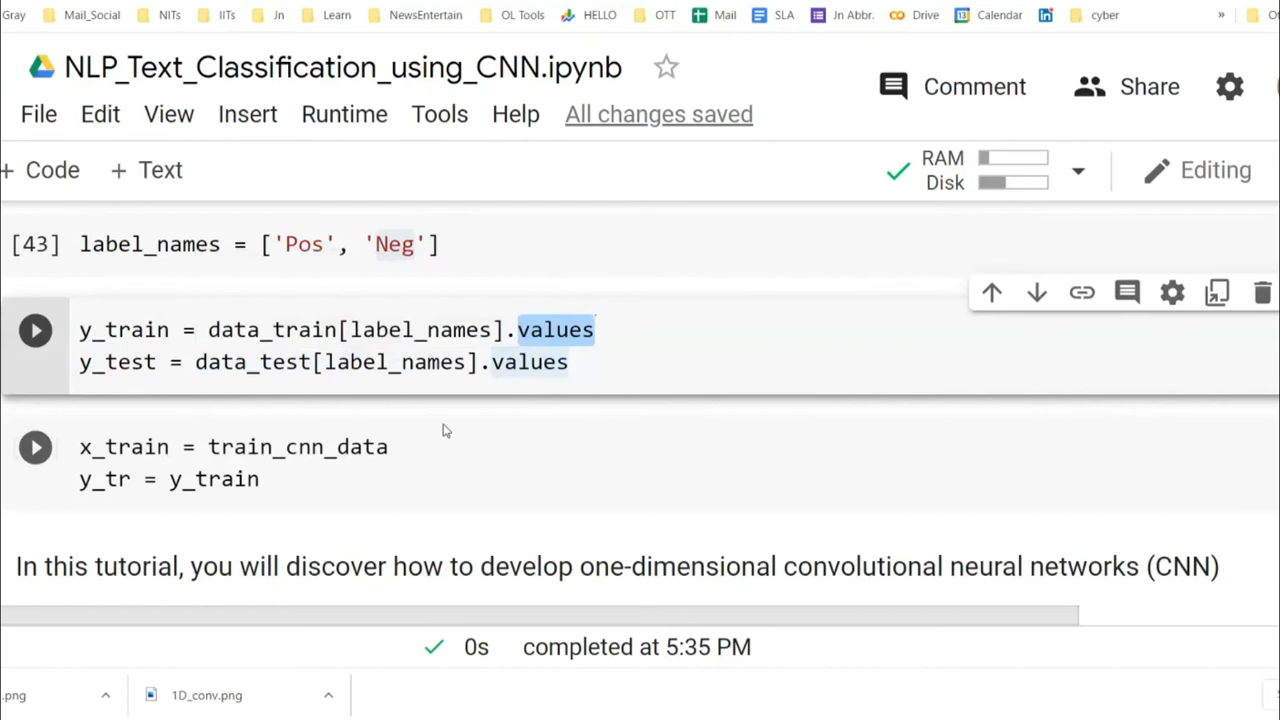 Gray Mail_Social NITs IITs Jn Learn NewsEntertain OL Tools HELLO OTT Mail SLA Jn Abbr. Drive Calendar cyber »
NLP_Text_Classification_using_CNN.ipynb
Comment Share
File Edit View Insert Runtime Tools Help All changes saved
+ Code + Text
RAM
Disk
Editing
[43] label_names = ['Pos', 'Neg']
y_train = data_train[label_names].values
y_test = data_test[label_names].values
x_train = train_cnn_data
y_tr = y_train
In this tutorial, you will discover how to develop one-dimensional convolutional neural networks (CNN)
0s completed at 5:35 PM
.png 1D_conv.png